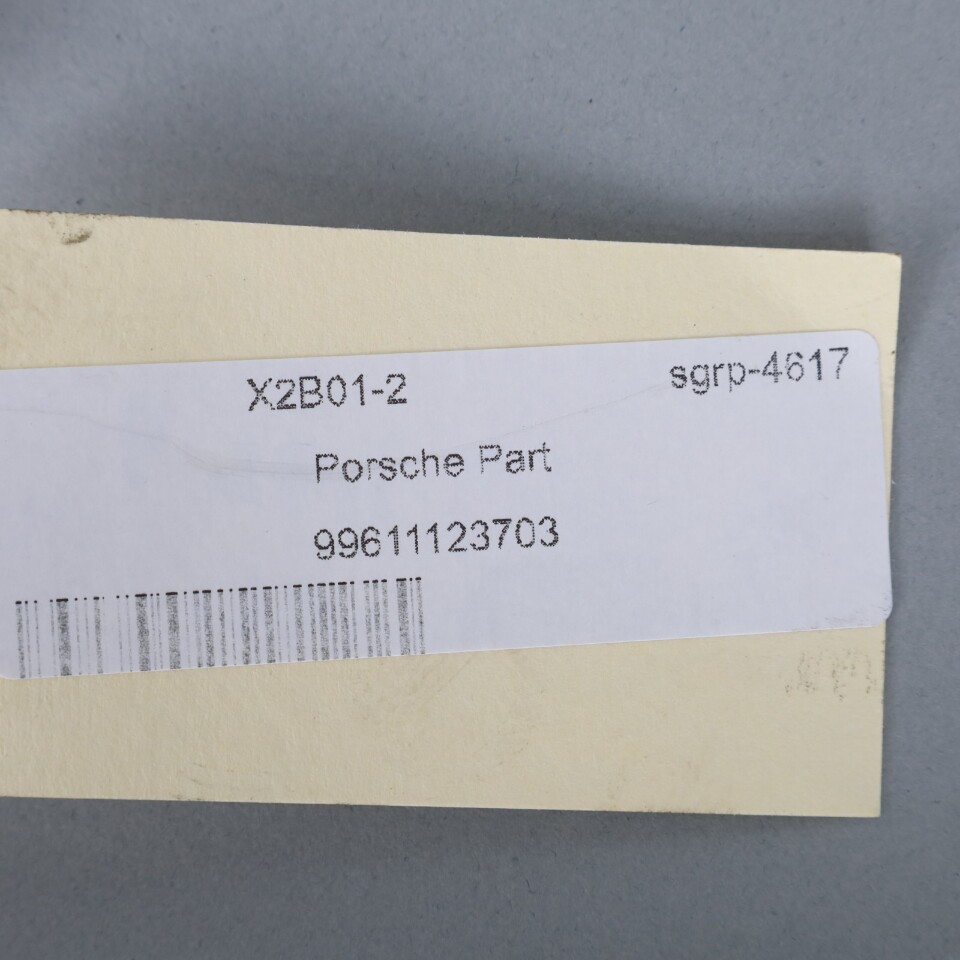 X2B01-2 sgrp-4617
Porsche Part
99611123703